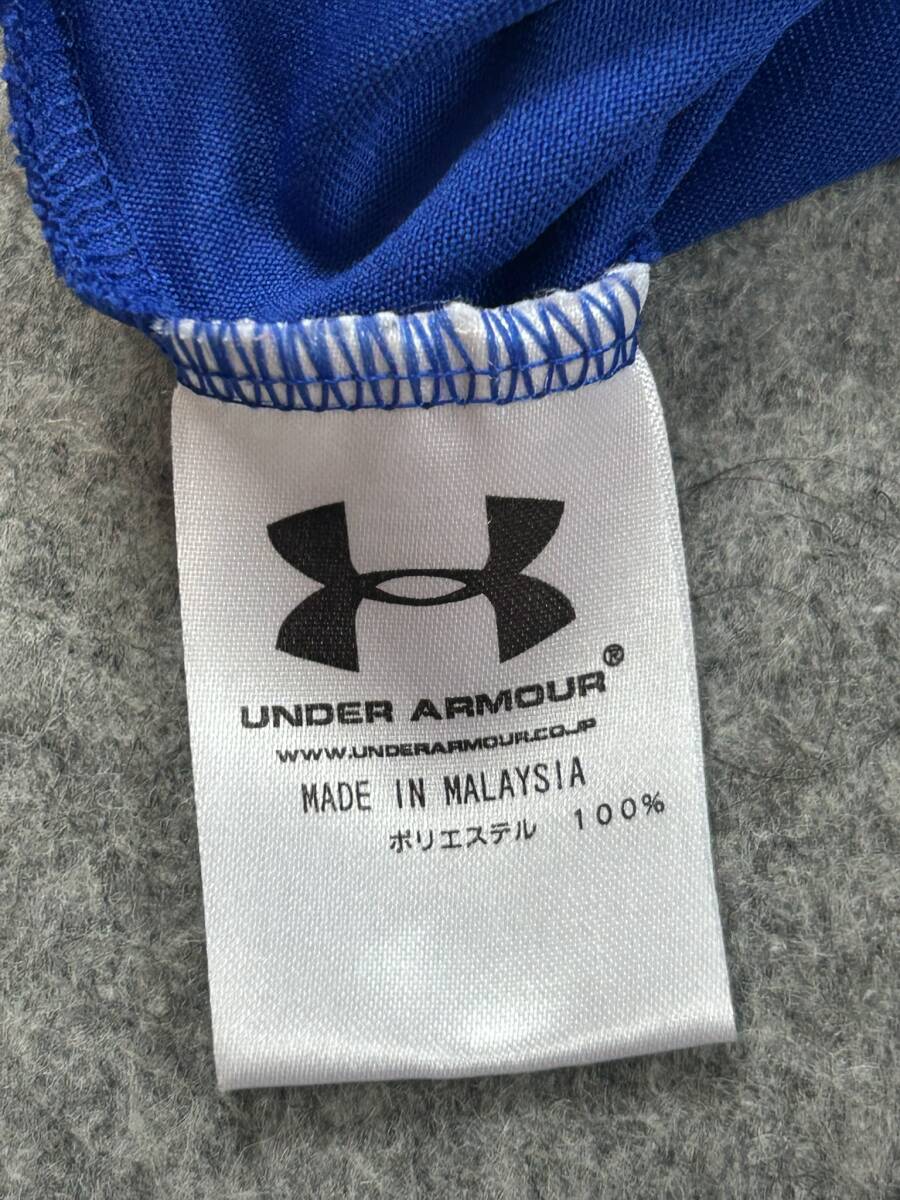 UNDER ARMOUR®
WWW.UNDERARMOUR.CO.JP
MADE IN MALAYSIA
ポリエステル 100%